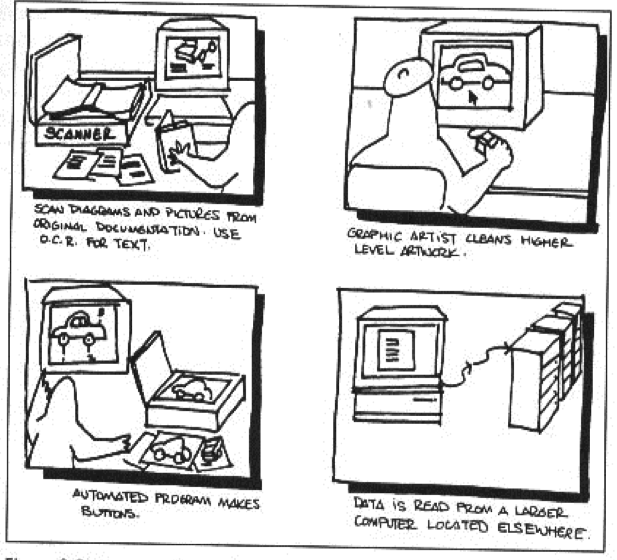 SCANNER
SCAN DIAGRAMS AND PICTURES FROM
ORIGINAL DOCUMENTATION. USE
O.C.R. FOR TEXT.
GRAPHIC ARTIST CLEANS HIGHER
LEVEL ARTWORK.
AUTOMATED PROGRAM MAKES
BUTTONS.
DATA IS READ FROM A LARGER
COMPUTER LOCATED ELSEWHERE.